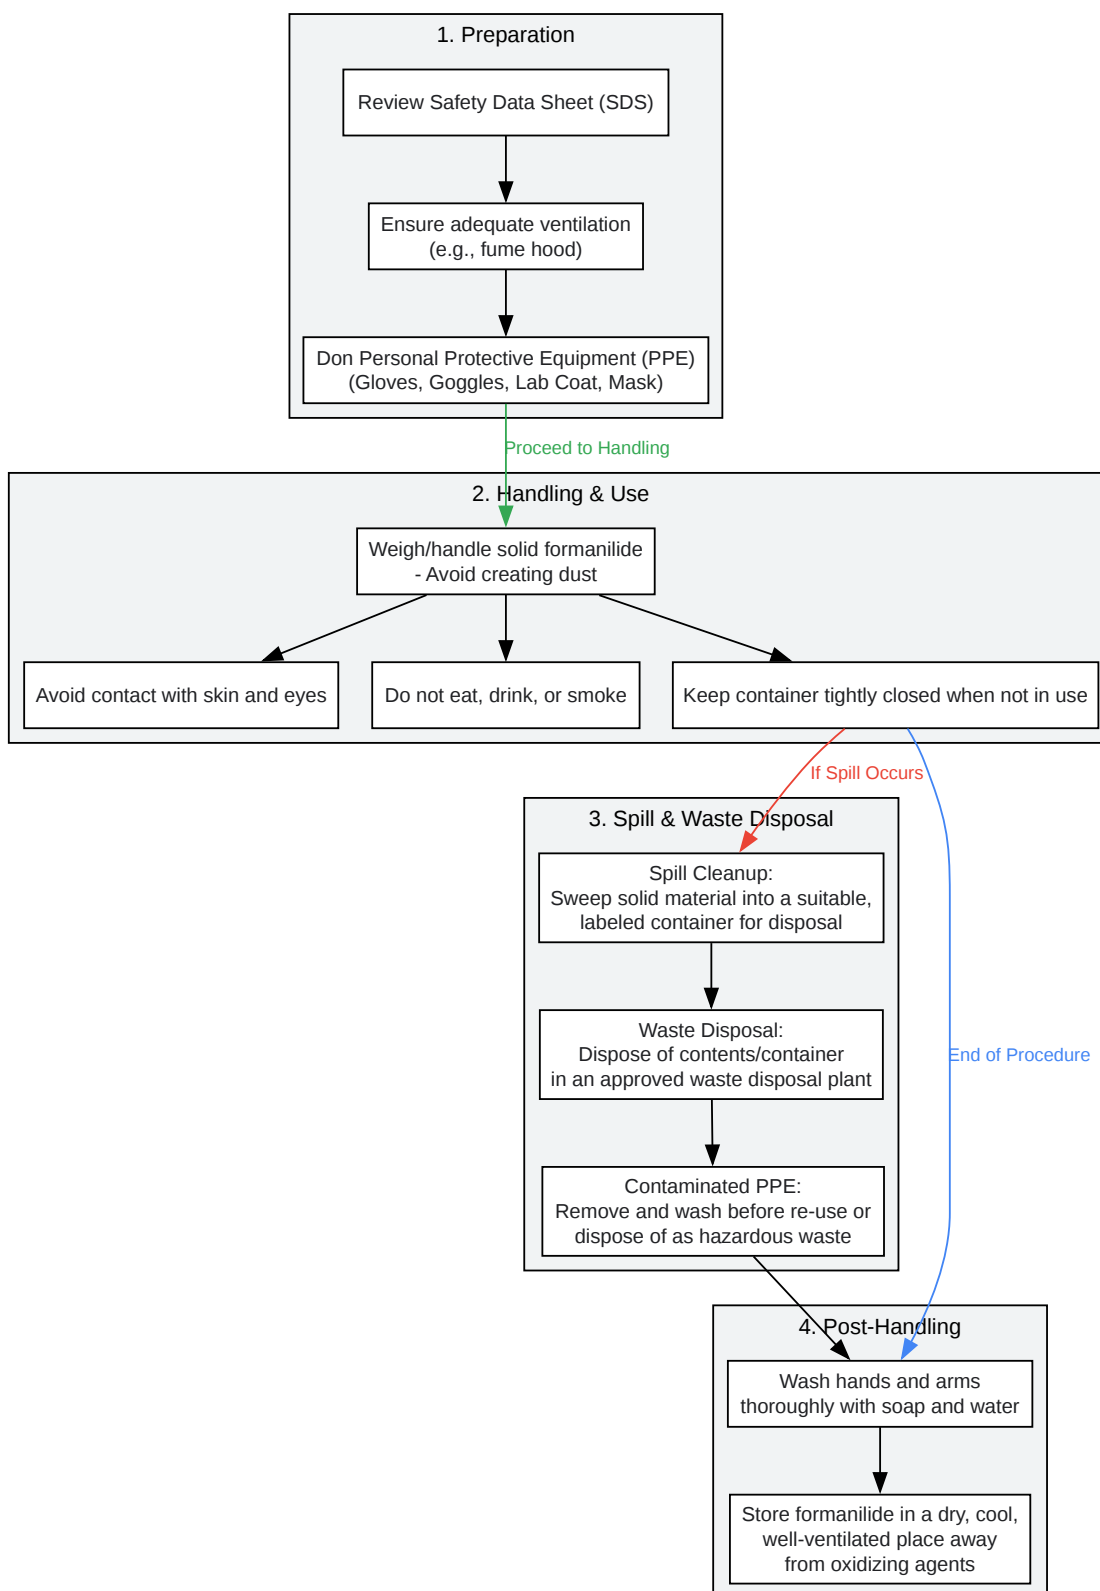 1. Preparation
Review Safety Data Sheet (SDS)
Ensure adequate ventilation
(e.g., fume hood)
Don Personal Protective Equipment (PPE)
(Gloves, Goggles, Lab Coat, Mask)
Proceed to Handling
2. Handling & Use
Weigh/handle solid formanilide
- Avoid creating dust
Avoid contact with skin and eyes
Do not eat, drink, or smoke
Keep container tightly closed when not in use
If Spill Occurs
3. Spill & Waste Disposal
Spill Cleanup:
Sweep solid material into a suitable,
labeled container for disposal
Waste Disposal:
Dispose of contents/container
in an approved waste disposal plant
End of Procedure
Contaminated PPE:
Remove and wash before re-use or
dispose of as hazardous waste
4. Post-Handling
Wash hands and arms
thoroughly with soap and water
Store formanilide in a dry, cool,
well-ventilated place away
from oxidizing agents